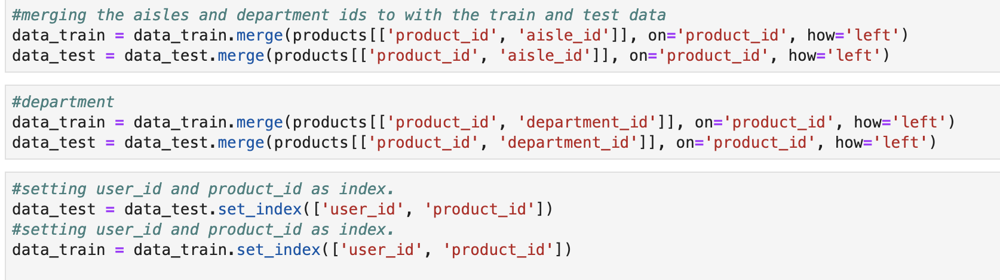 #merging the aisles and department ids to with the train and test data
data_train = data_train.merge(products[['product_id', 'aisle_id']], on='product_id', how='left')
data_test = data_test.merge(products[['product_id', 'aisle_id']], on='product_id', how='left')
#department
data_train = data_train.merge(products[['product_id', 'department_id']], on='product_id', how='left')
data_test = data_test.merge(products[['product_id', 'department_id']], on='product_id', how='left')
#setting user_id and product_id as index.
data_test = data_test.set_index(['user_id', 'product_id'])
#setting user_id and product_id as index.
data_train = data_train.set_index(['user_id', 'product_id'])